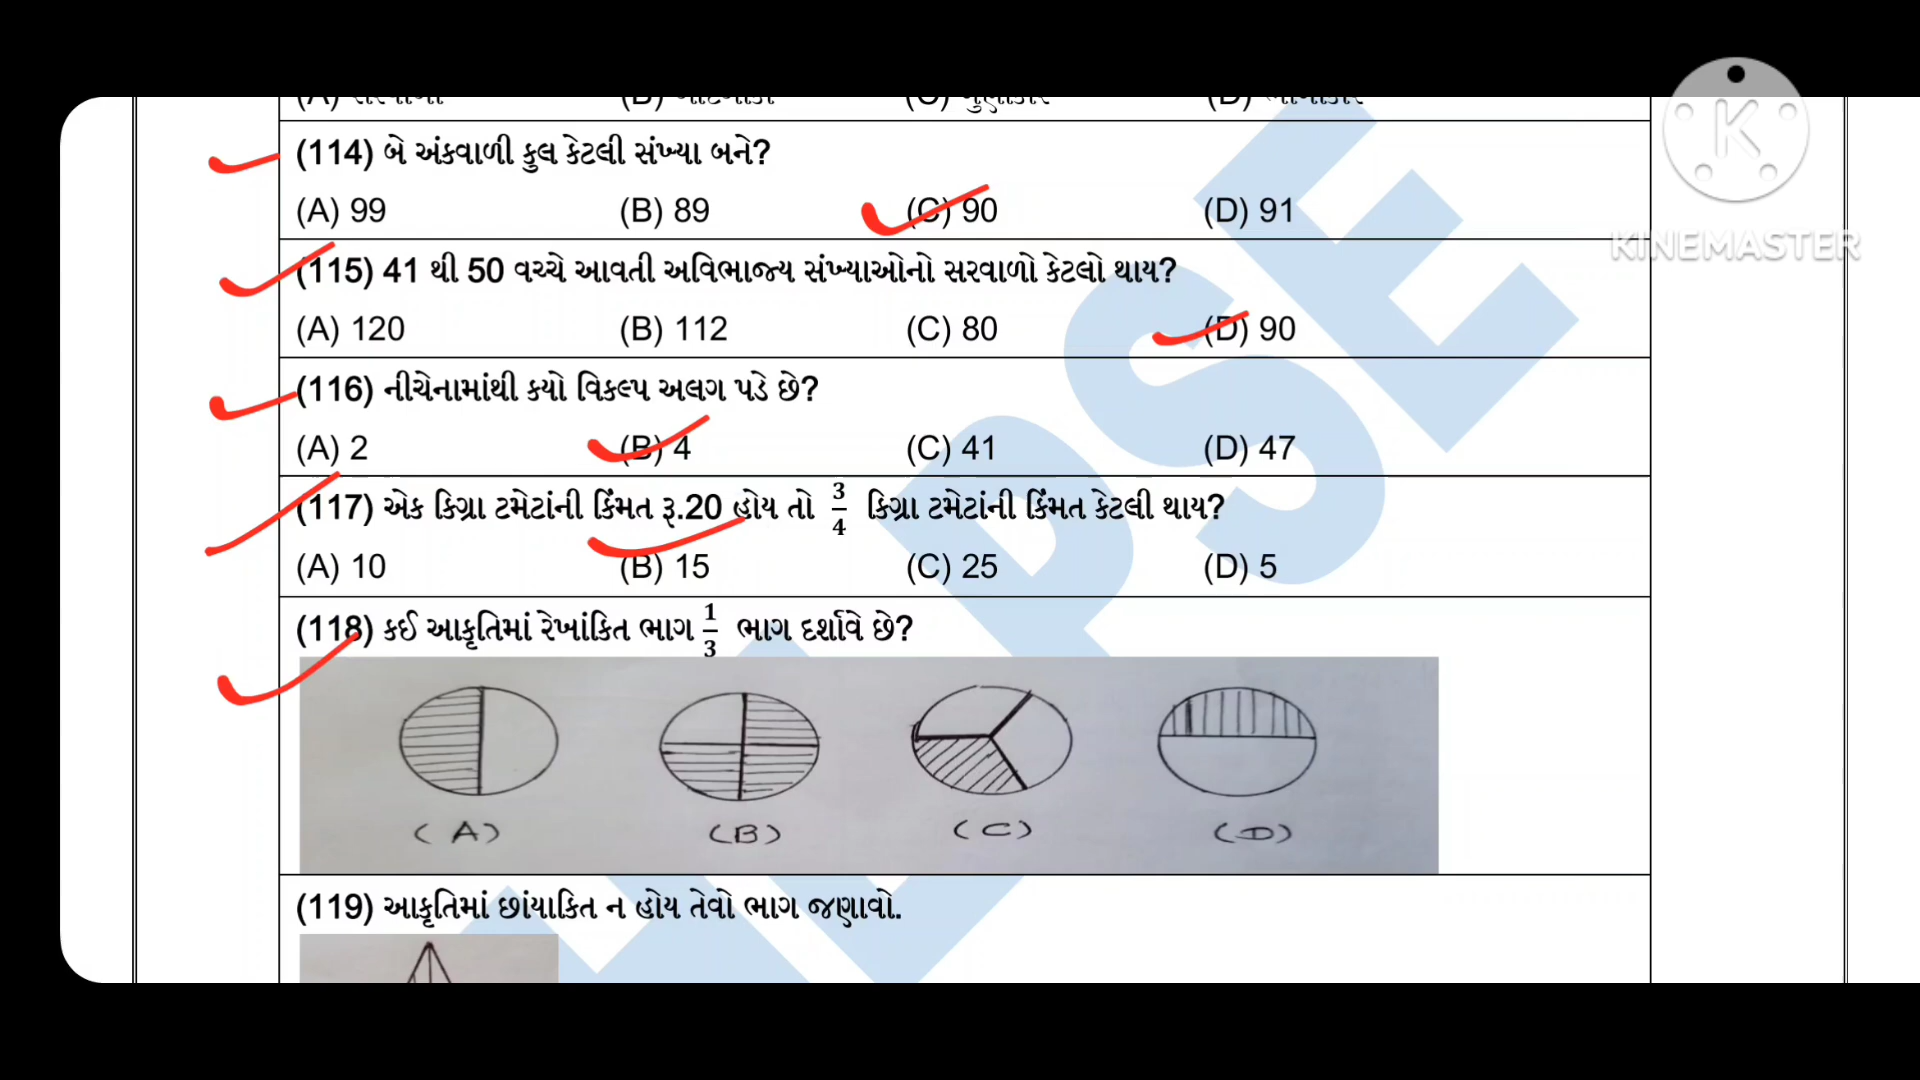 K
KINEMASTER
(114) બે અંકવાળી કુલ કેટલી સંખ્યા બને?
(A) 99 (B) 89 (C) 90 (D) 91
(115) 41 થી 50 વચ્ચે આવતી અવિભાજ્ય સંખ્યાઓનો સરવાળો કેટલો થાય?
(A) 120 (B) 112 (C) 80 (D) 90
(116) નીચેનામાંથી કયો વિકલ્પ અલગ પડે છે?
(A) 2 (B) 4 (C) 41 (D) 47
(117) એક કિગ્રા ટમેટાંની કિંમત રૂ.20 હોય તો 3/4 કિગ્રા ટમેટાંની કિંમત કેટલી થાય?
(A) 10 (B) 15 (C) 25 (D) 5
(118) કઈ આકૃતિમાં રેખાંકિત ભાગ 1/3 ભાગ દર્શાવે છે?
(A) (B) (C) (D)
(119) આકૃતિમાં છાંયાકિત ન હોય તેવો ભાગ જણાવો.